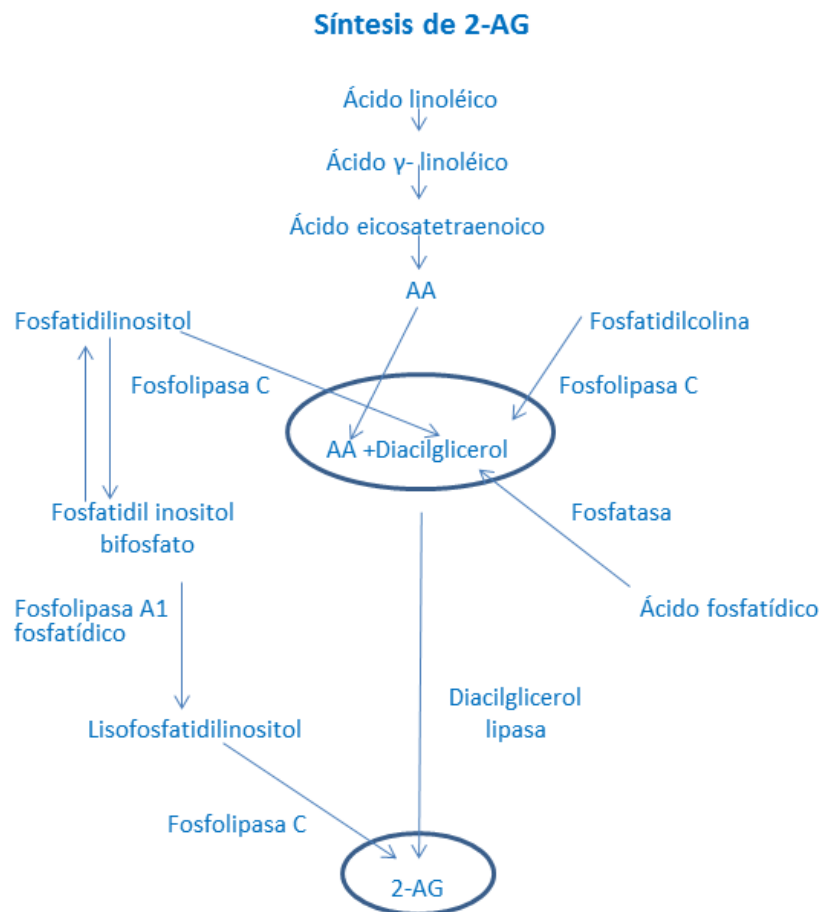 Síntesis de 2-AG
Ácido linoléico
Ácido γ- linoléico
Ácido eicosatetraenoico
AA
Fosfatidilinositol
Fosfatidilcolina
Fosfolipasa C
Fosfolipasa C
AA +Diacilglicerol
Fosfatidil inositol
bifosfato
Fosfatasa
Fosfolipasa A1
fosfatídico
Ácido fosfatídico
Diacilglicerol
lipasa
Lisofosfatidilinositol
Fosfolipasa C
2-AG